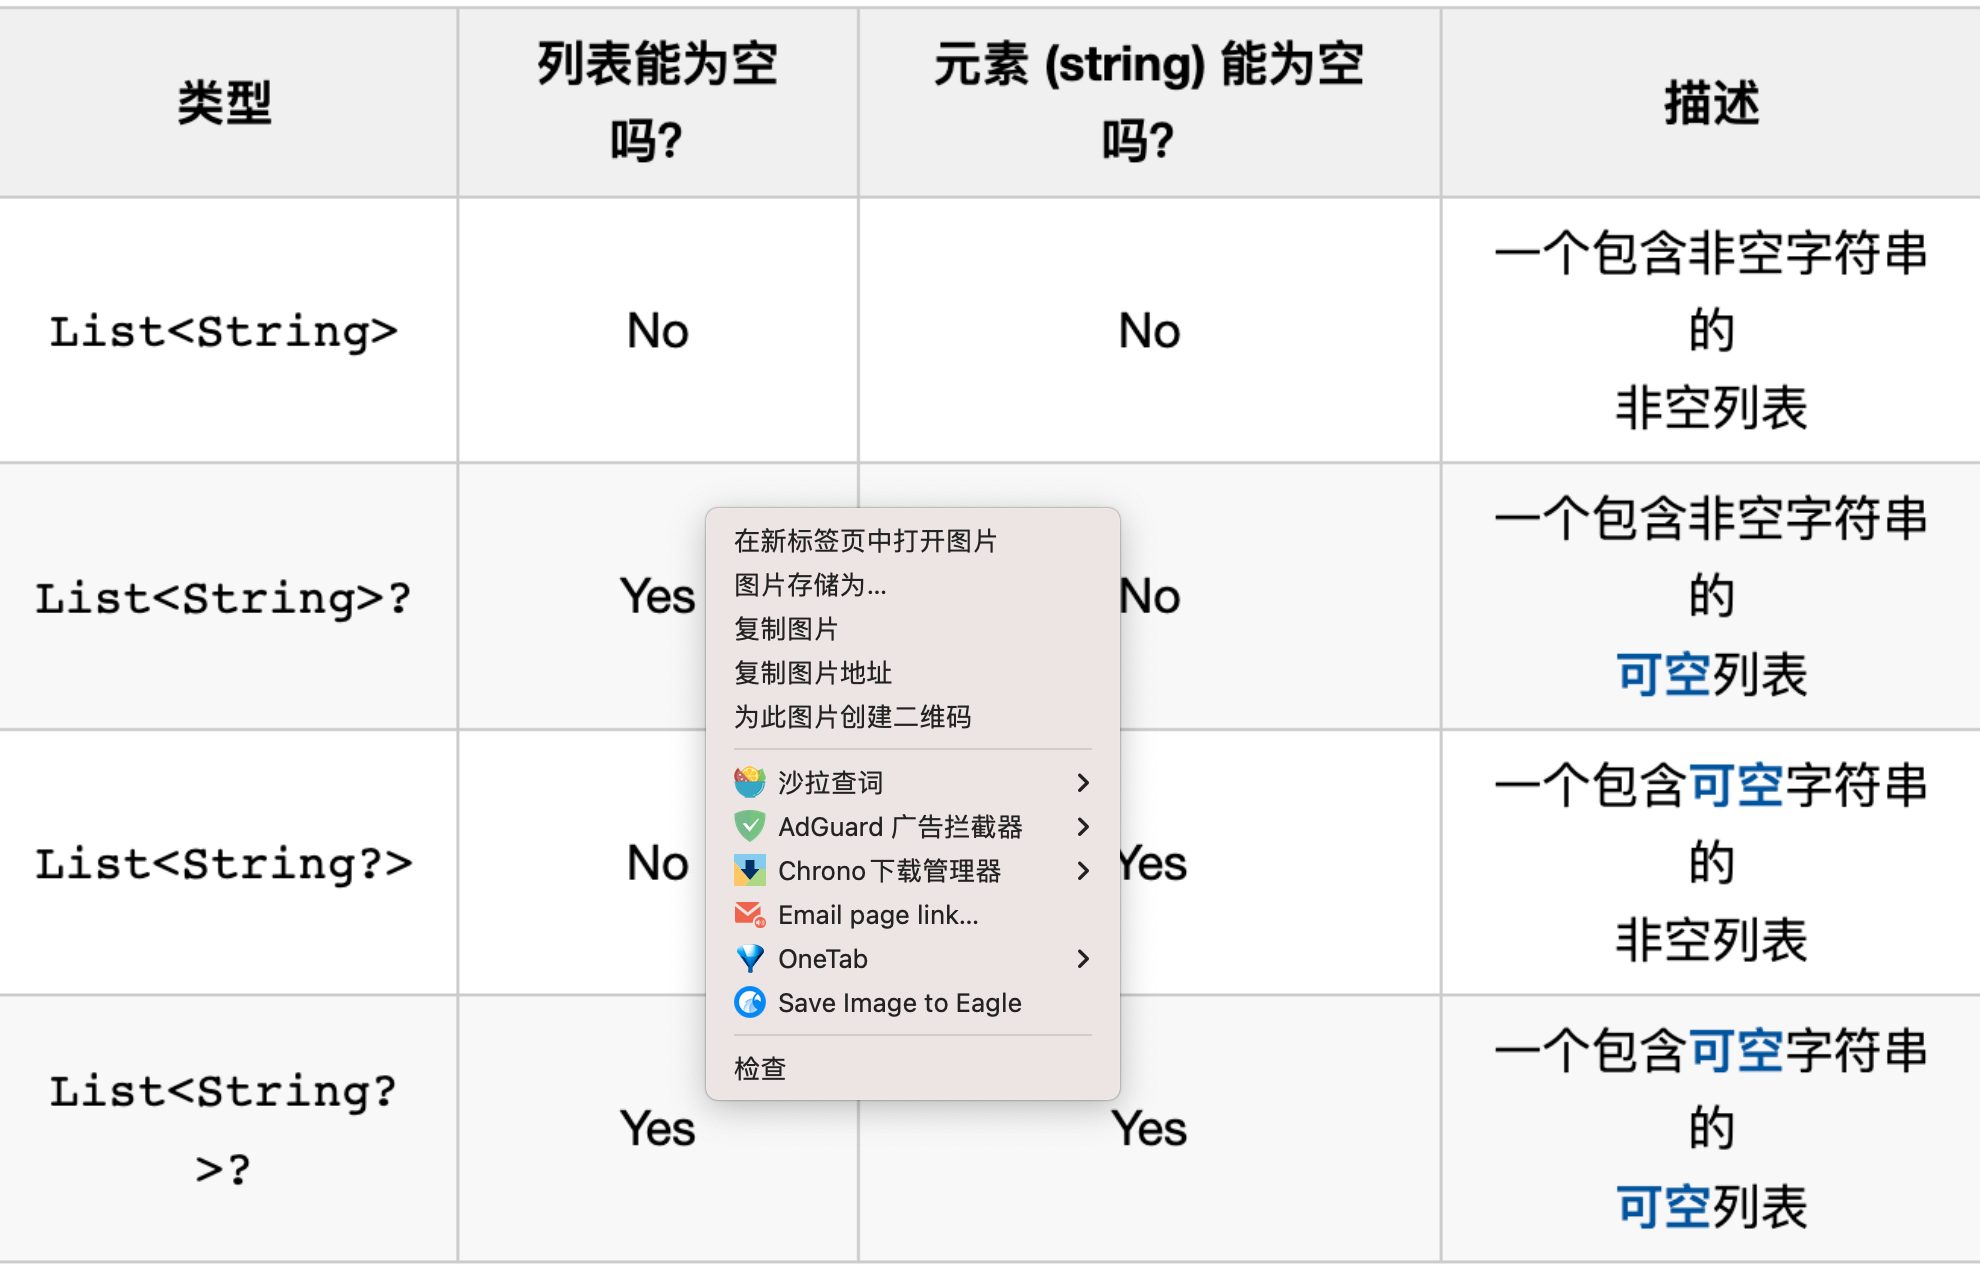 类型
列表能为空
吗?
元素 (string) 能为空
吗?
描述
List<String>
No
No
一个包含非空字符串
的
非空列表
List<String>?
Yes
No
一个包含非空字符串
的
可空列表
List<String?>
No
Yes
一个包含可空字符串
的
非空列表
List<String?
>?
Yes
Yes
一个包含可空字符串
的
可空列表
在新标签页中打开图片
图片存储为...
复制图片
复制图片地址
为此图片创建二维码
沙拉查词
AdGuard 广告拦截器
Chrono下载管理器
Email page link...
OneTab
Save Image to Eagle
检查